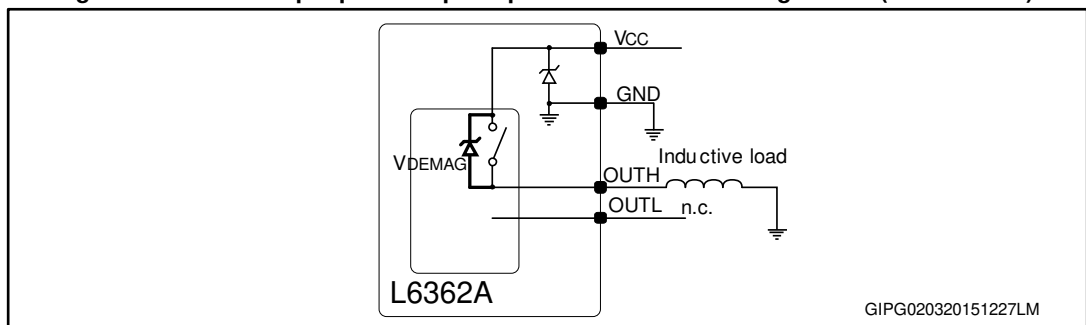 VCC
GND
VDEMAG
Inductive load
OUTH
OUTL n.c.
L6362A
GIPG020320151227LM